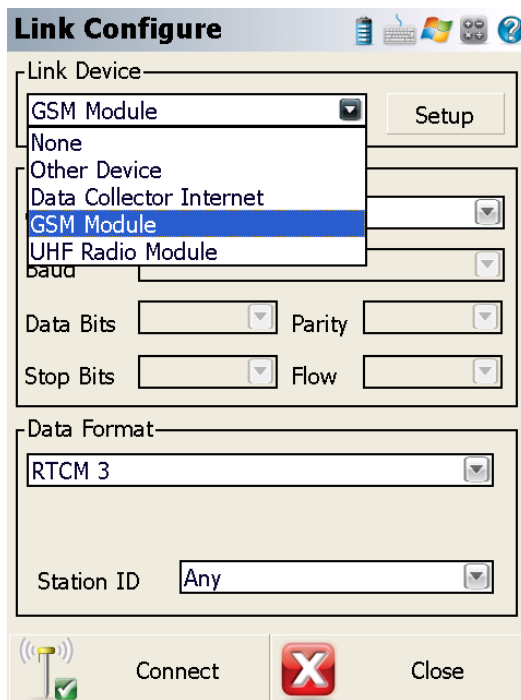 Link Configure
Link Device
GSM Module
Setup
None
Other Device
Data Collector Internet
GSM Module
UHF Radio Module
Baud
Data Bits
Parity
Stop Bits
Flow
Data Format
RTCM 3
Station ID
Any
Connect
Close